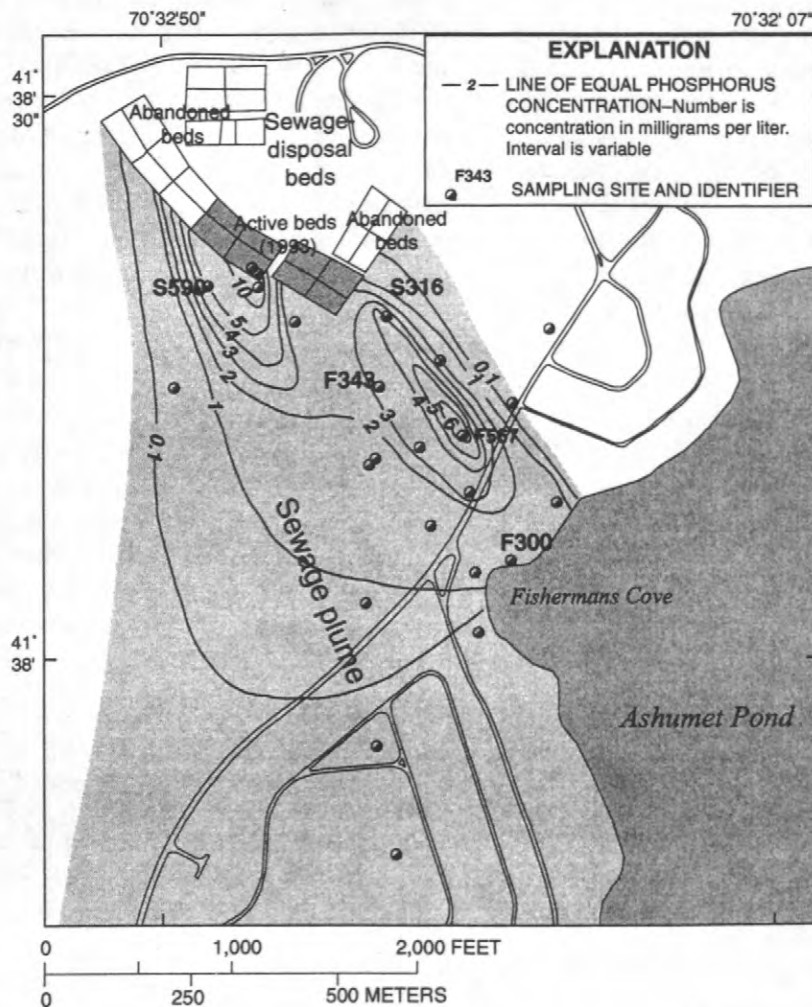 70°32'50"
70°32' 07"
41°
38'
30"
EXPLANATION
— 2 — LINE OF EQUAL PHOSPHORUS
CONCENTRATION–Number is
concentration in milligrams per liter.
Interval is variable
F343
SAMPLING SITE AND IDENTIFIER
Abandoned
beds
Sewage-
disposal
beds
Active beds
(1993)
Abandoned
beds
S590
10
5
4
3
2
1
0.1
S316
0.1
1
F343
4
5
6
3
2
F567
F300
Sewage plume
Fishermans Cove
41°
38'
Ashumet Pond
0 1,000 2,000 FEET
0 250 500 METERS